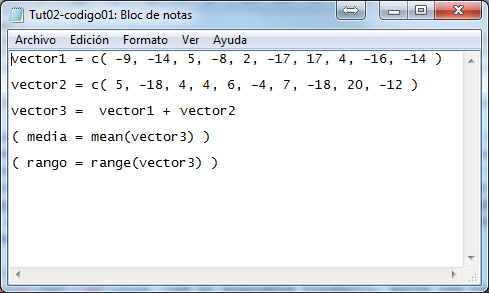 Tut02-codigo01: Bloc de notas
Archivo Edición Formato Ver Ayuda
vector1 = c( -9, -14, 5, -8, 2, -17, 17, 4, -16, -14 )
vector2 = c( 5, -18, 4, 4, 6, -4, 7, -18, 20, -12 )
vector3 =  vector1 + vector2
( media = mean(vector3) )
( rango = range(vector3) )